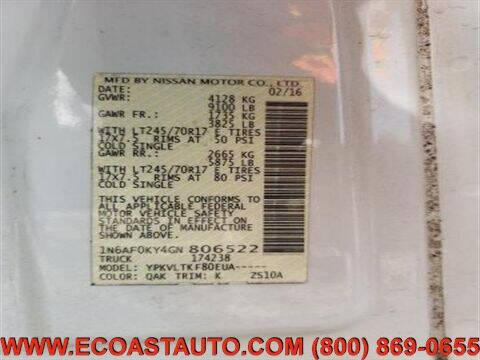 MFD BY NISSAN MOTOR CO., LTD.
DATE: 02/16
GVWR: 4128 KG
9100 LB
GAWR FR.: 1735 KG
3825 LB
WITH LT245/70R17 E TIRES
17x7.5 RIMS AT 50 PSI
COLD SINGLE
GAWR RR.: 2665 KG
5875 LB
WITH LT245/70R17 E TIRES
17x7.5 RIMS AT 80 PSI
COLD SINGLE
THIS VEHICLE CONFORMS TO
ALL APPLICABLE FEDERAL
MOTOR VEHICLE SAFETY
STANDARDS IN EFFECT ON
THE DATE OF MANUFACTURE
SHOWN ABOVE.
1N6AF0KY4GN 806522
TRUCK 174238
MODEL: YPKVLTKF80EUA-----
COLOR: QAK TRIM: K ZS10A
WWW.ECOASTAUTO.COM (800) 869-0655